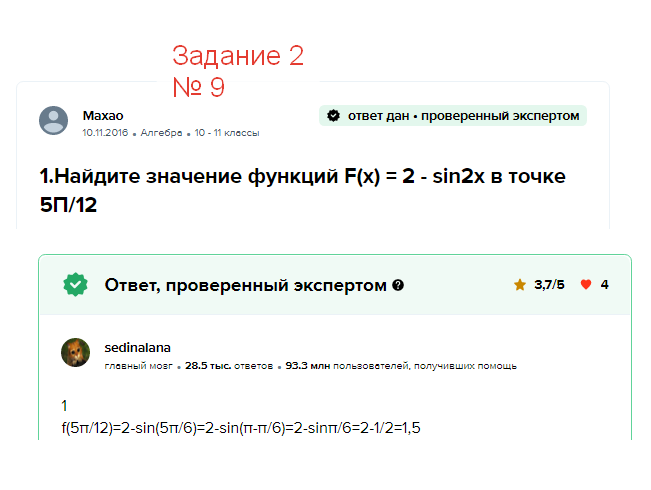 Задание 2
№ 9
Maxao
ответ дан • проверенный экспертом
10.11.2016 • Алгебра • 10 - 11 классы
1.Найдите значение функций F(x) = 2 - sin2x в точке
5П/12
Ответ, проверенный экспертом ?
3,7/5
4
sedinalana
главный мозг • 28.5 тыс. ответов • 93.3 млн пользователей, получивших помощь
1
f(5π/12)=2-sin(5π/6)=2-sin(π-π/6)=2-sinπ/6=2-1/2=1,5